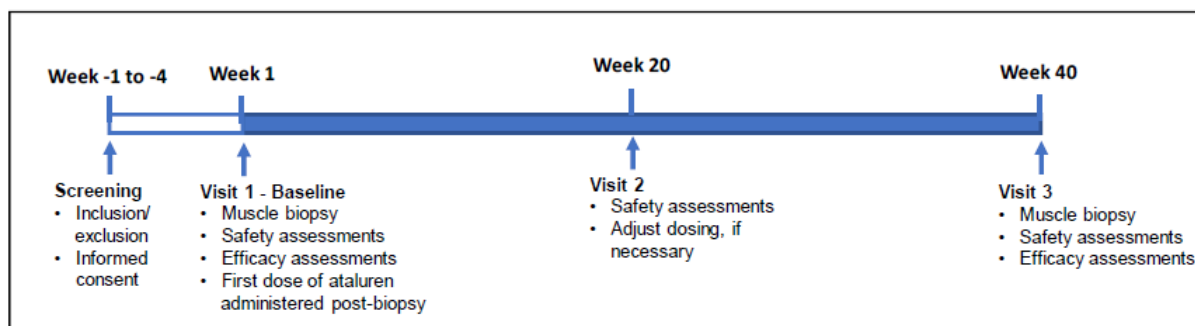 Week -1 to -4
Week 1
Week 20
Week 40
Screening
• Inclusion/
exclusion
• Informed
consent
Visit 1 - Baseline
• Muscle biopsy
• Safety assessments
• Efficacy assessments
• First dose of ataluren
administered post-biopsy
Visit 2
• Safety assessments
• Adjust dosing, if
necessary
Visit 3
• Muscle biopsy
• Safety assessments
• Efficacy assessments